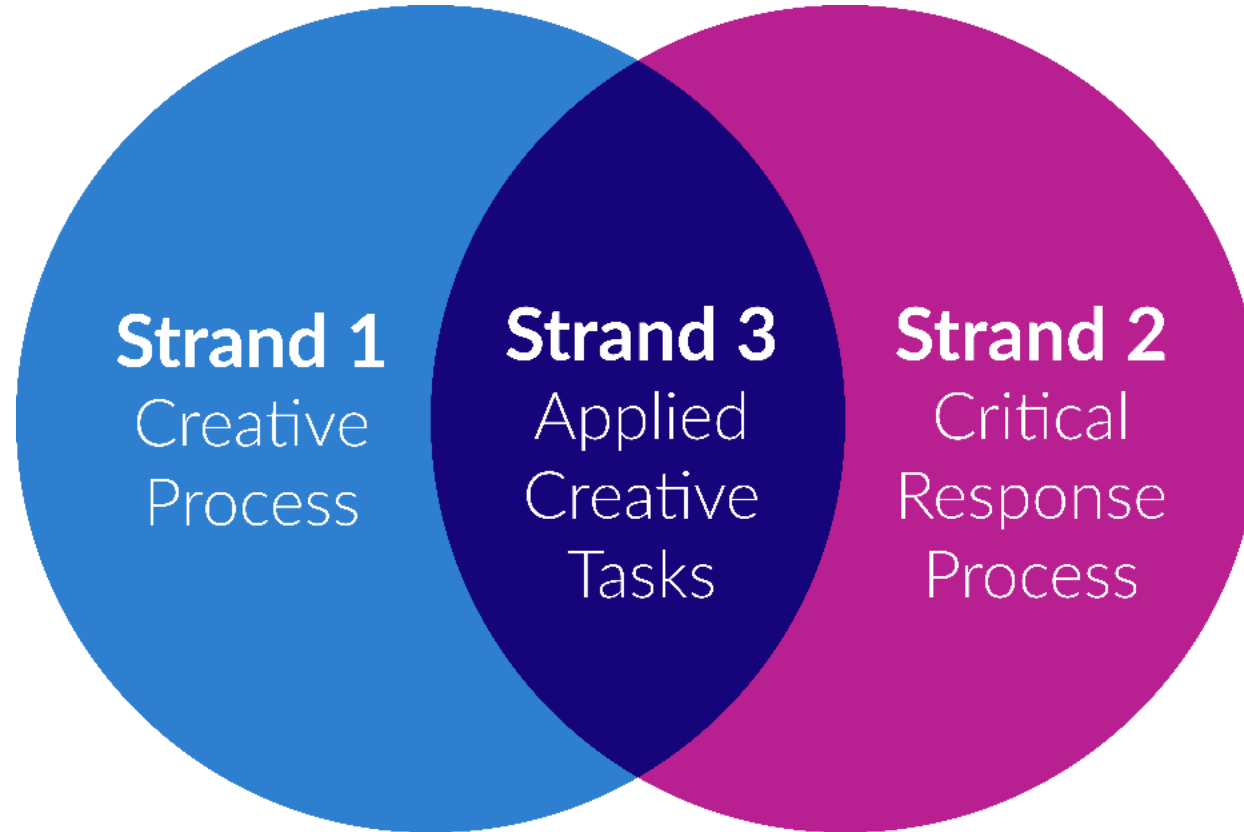 Strand 1
Creative
Process
Strand 3
Applied
Creative
Tasks
Strand 2
Critical
Response
Process